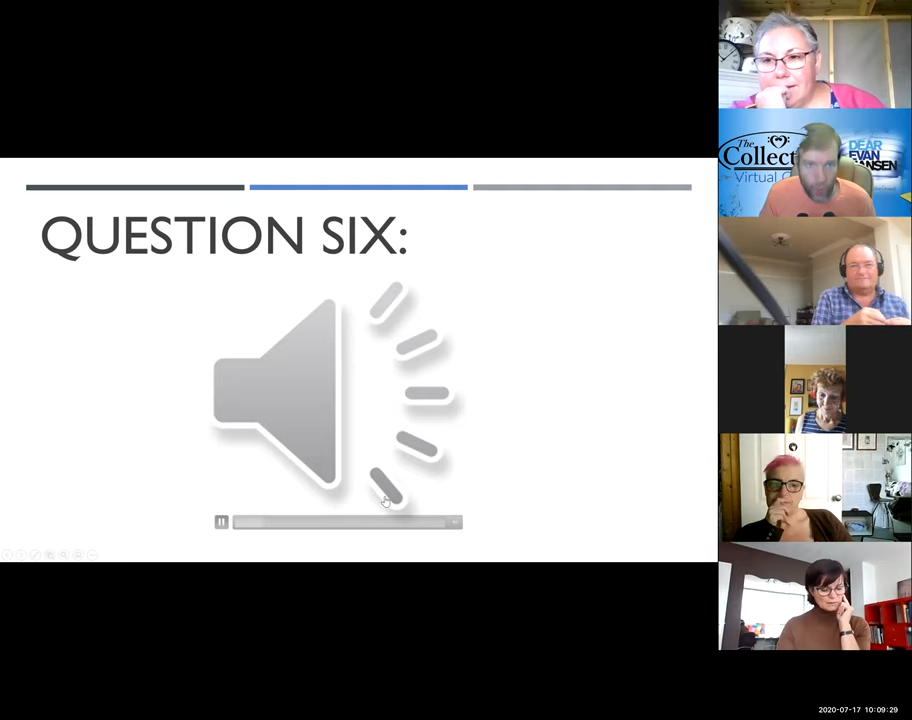 QUESTION SIX:
The
Collect
Virtual
DEAR
EVAN
HANSEN
2020-07-17 10:09:29